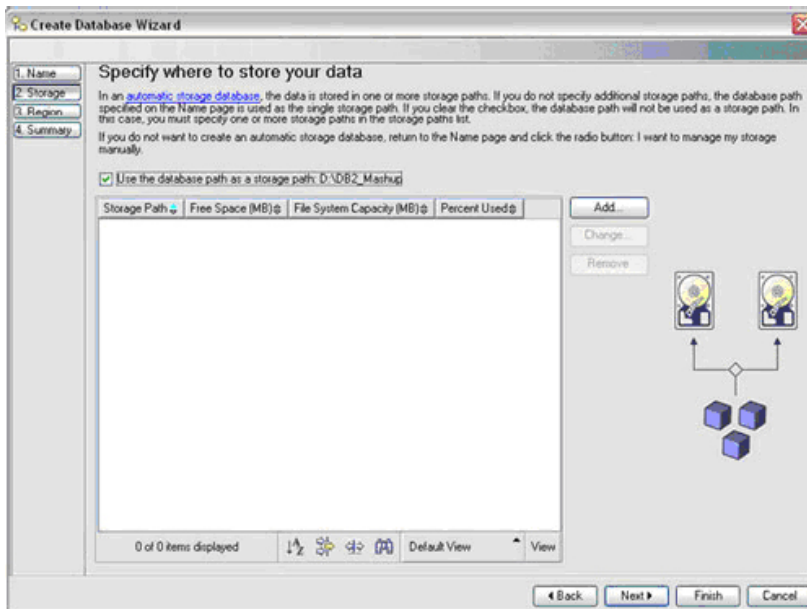 Create Database Wizard
1. Name
2. Storage
3. Region
4. Summary
Specify where to store your data
In an automatic storage database, the data is stored in one or more storage paths. If you do not specify additional storage paths, the database path
specified on the Name page is used as the single storage path. If you clear the checkbox, the database path will not be used as a storage path. In
this case, you must specify one or more storage paths in the storage paths list.
If you do not want to create an automatic storage database, return to the Name page and click the radio button: I want to manage my storage
manually.
Use the database path as a storage path: D:\DB2_Mashup
Storage Path Free Space (MB) File System Capacity (MB) Percent Used
Add...
Change...
Remove
0 of 0 items displayed Default View View
Back Next Finish Cancel